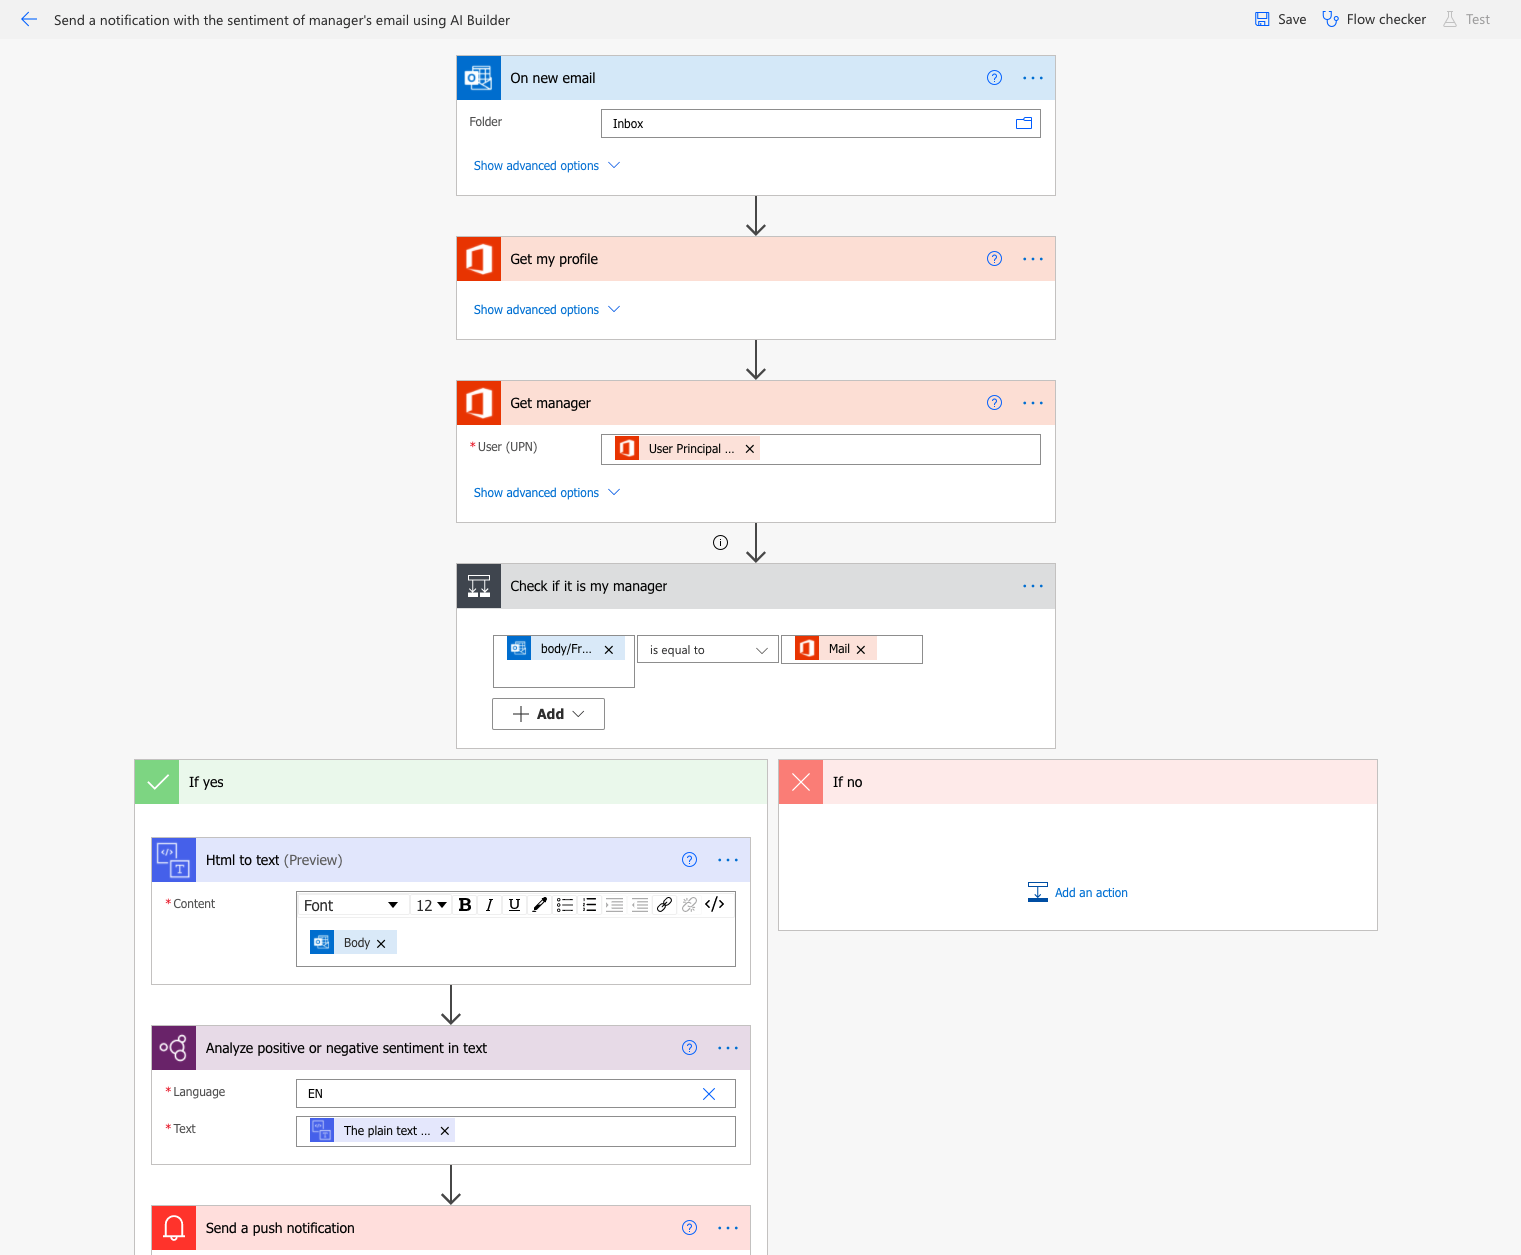 Send a notification with the sentiment of manager's email using AI Builder
Save
Flow checker
Test
On new email
Folder
Inbox
Show advanced options
Get my profile
Show advanced options
Get manager
*User (UPN)
User Principal ...
Show advanced options
Check if it is my manager
body/Fr...
is equal to
Mail
Add
If yes
If no
Html to text (Preview)
*Content
Font
12
B
I
U
</>
Body
Add an action
Analyze positive or negative sentiment in text
*Language
EN
*Text
The plain text ...
Send a push notification